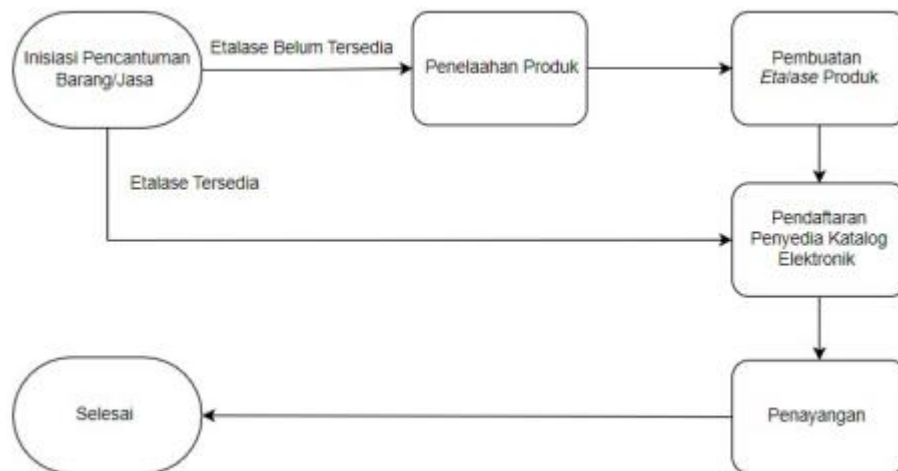 Inisiasi Pencantuman
Barang/Jasa
Etalase Belum Tersedia
Penelaahan Produk
Pembuatan
Etalase Produk
Etalase Tersedia
Pendaftaran
Penyedia Katalog
Elektronik
Selesai
Penayangan